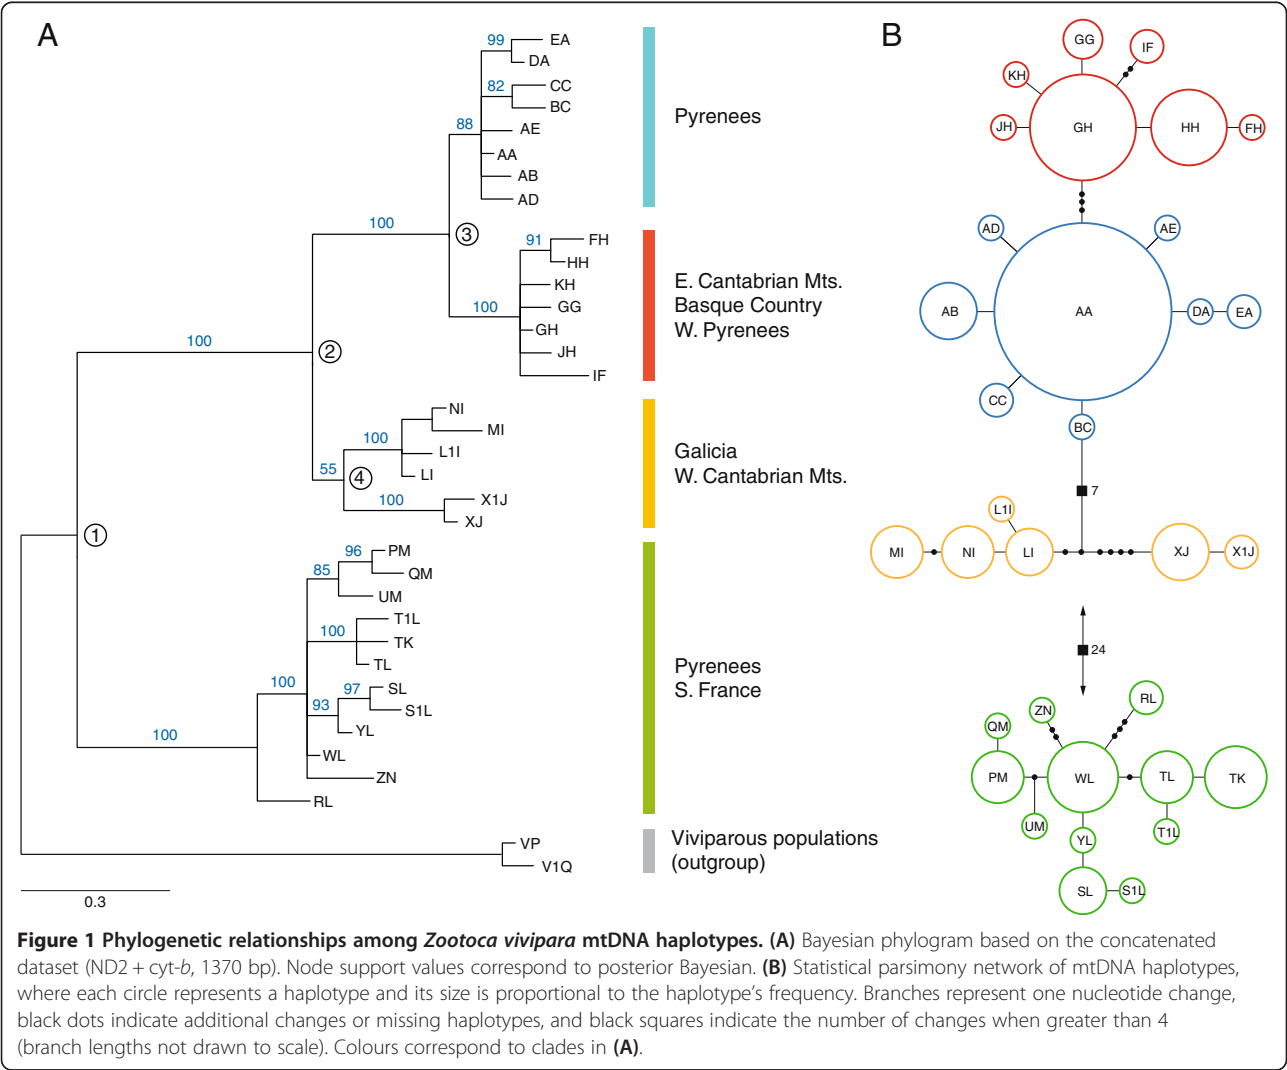 A
B
99
EA
DA
82
CC
BC
88
AE
AA
AB
AD
Pyrenees
100
3
91
FH
HH
KH
100
GG
GH
JH
IF
E. Cantabrian Mts.
Basque Country
W. Pyrenees
100
2
NI
MI
100
L1I
LI
55
4
100
X1J
XJ
Galicia
W. Cantabrian Mts.
1
96
PM
QM
85
UM
T1L
100
TK
TL
100
97
SL
S1L
93
YL
WL
ZN
100
RL
Pyrenees
S. France
VP
V1Q
Viviparous populations
(outgroup)
0.3
GG
IF
KH
JH
GH
HH
FH
AD
AE
AB
AA
DA
EA
CC
BC
7
L1I
MI
NI
LI
XJ
X1J
24
ZN
RL
QM
PM
WL
TL
TK
UM
YL
T1L
SL
S1L
Figure 1 Phylogenetic relationships among Zootoca vivipara mtDNA haplotypes. (A) Bayesian phylogram based on the concatenated
dataset (ND2 + cyt-b, 1370 bp). Node support values correspond to posterior Bayesian. (B) Statistical parsimony network of mtDNA haplotypes,
where each circle represents a haplotype and its size is proportional to the haplotype's frequency. Branches represent one nucleotide change,
black dots indicate additional changes or missing haplotypes, and black squares indicate the number of changes when greater than 4
(branch lengths not drawn to scale). Colours correspond to clades in (A).